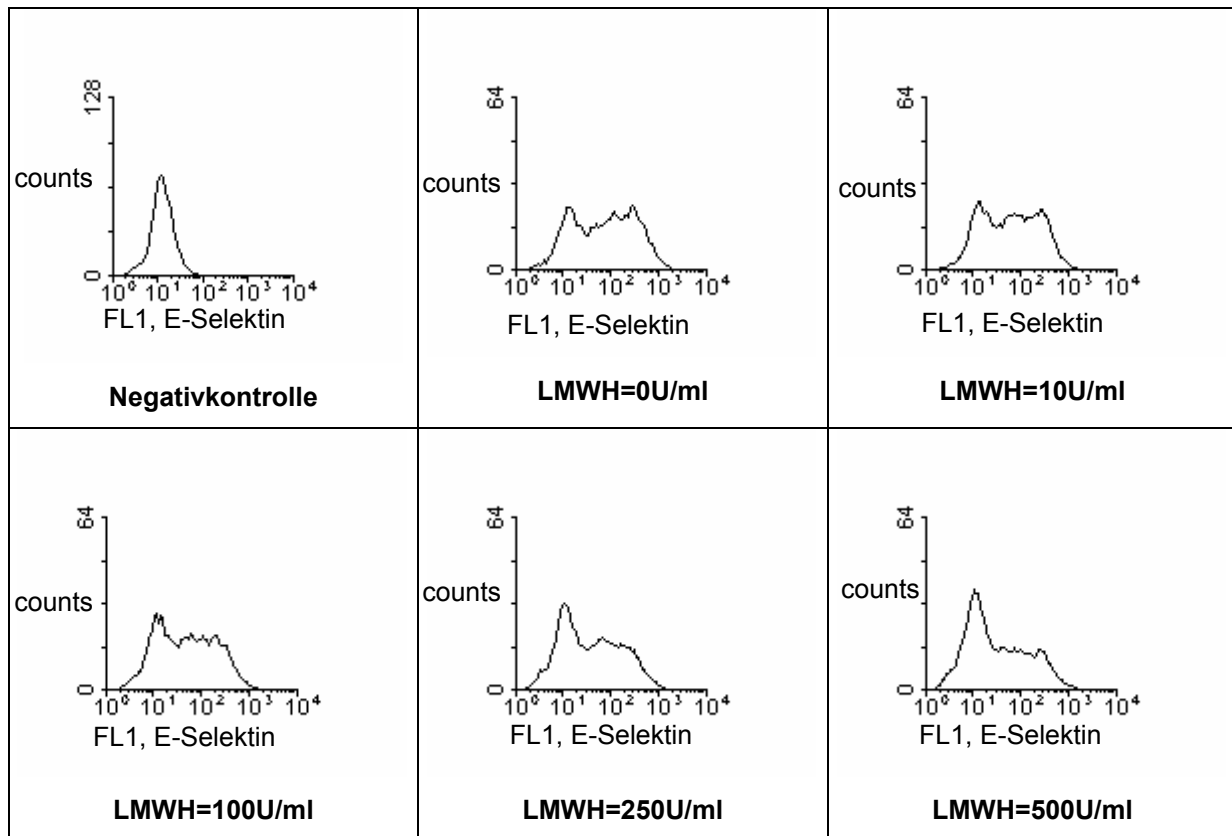 128
counts
0
10⁰ 10¹ 10² 10³ 10⁴
FL1, E-Selektin
Negativkontrolle
64
counts
0
10⁰ 10¹ 10² 10³ 10⁴
FL1, E-Selektin
LMWH=0U/ml
64
counts
0
10⁰ 10¹ 10² 10³ 10⁴
FL1, E-Selektin
LMWH=10U/ml
64
counts
0
10⁰ 10¹ 10² 10³ 10⁴
FL1, E-Selektin
LMWH=100U/ml
64
counts
0
10⁰ 10¹ 10² 10³ 10⁴
FL1, E-Selektin
LMWH=250U/ml
64
counts
0
10⁰ 10¹ 10² 10³ 10⁴
FL1, E-Selektin
LMWH=500U/ml